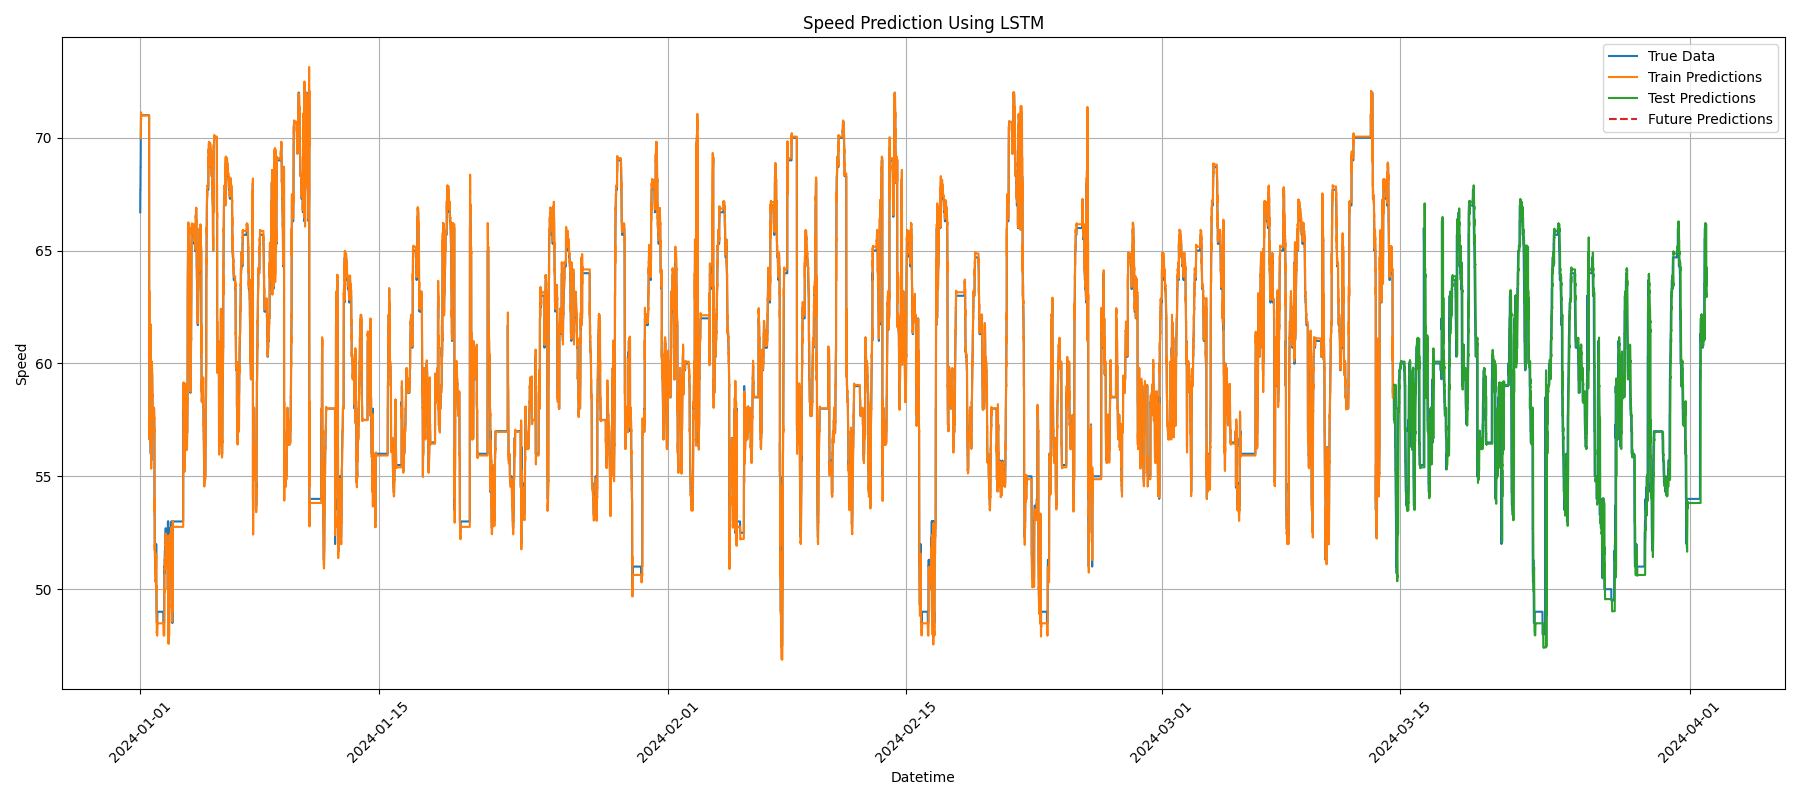 Speed Prediction Using LSTM
True Data
Train Predictions
Test Predictions
Future Predictions
Speed
70
65
60
55
50
2024-01-01
2024-01-15
2024-02-01
2024-02-15
2024-03-01
2024-03-15
2024-04-01
Datetime